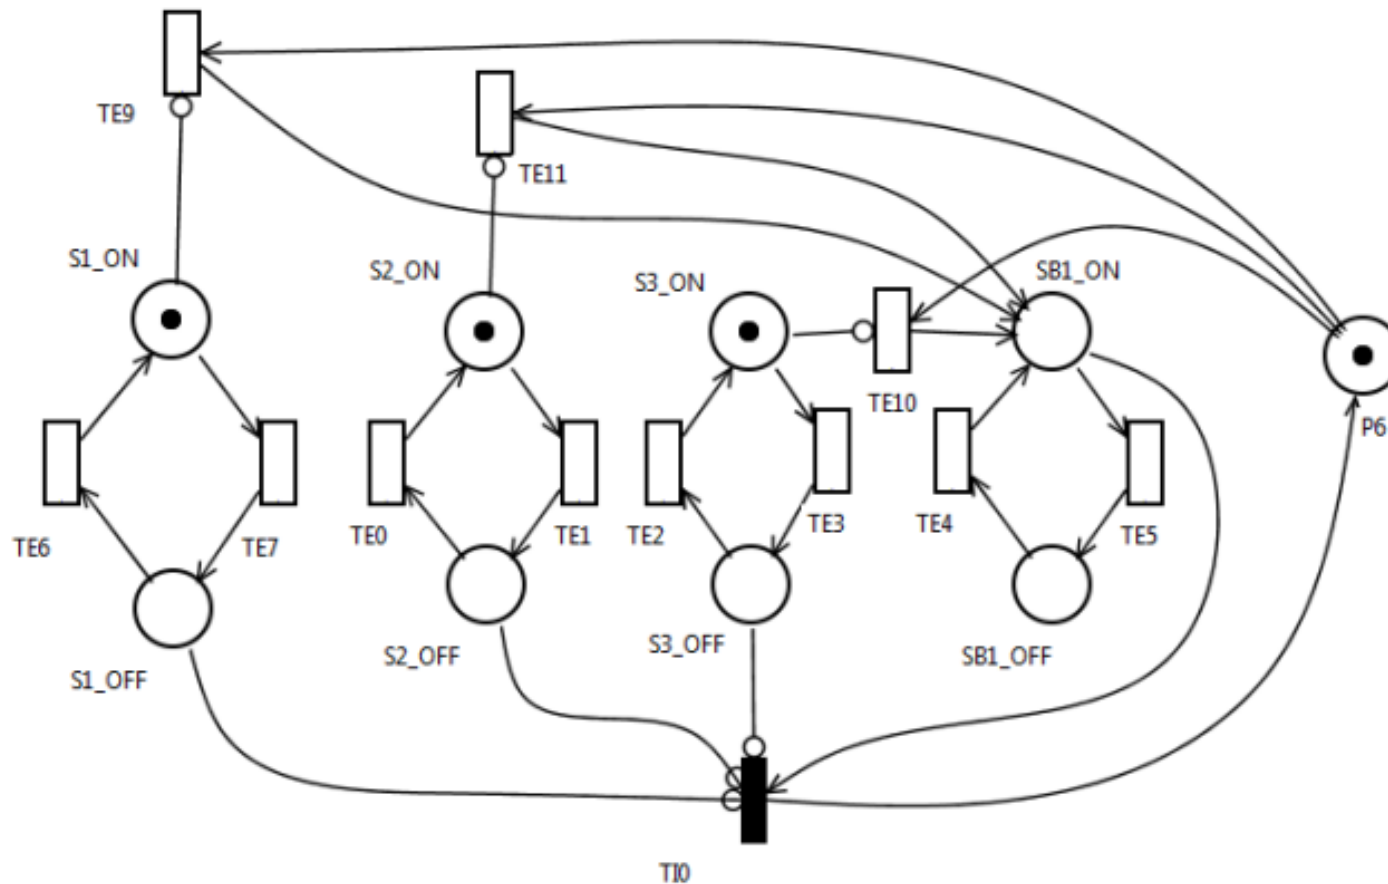 TE9
TE11
S1_ON
S2_ON
S3_ON
SB1_ON
TE10
P6
TE6
TE7
TE0
TE1
TE2
TE3
TE4
TE5
S1_OFF
S2_OFF
S3_OFF
SB1_OFF
TI0